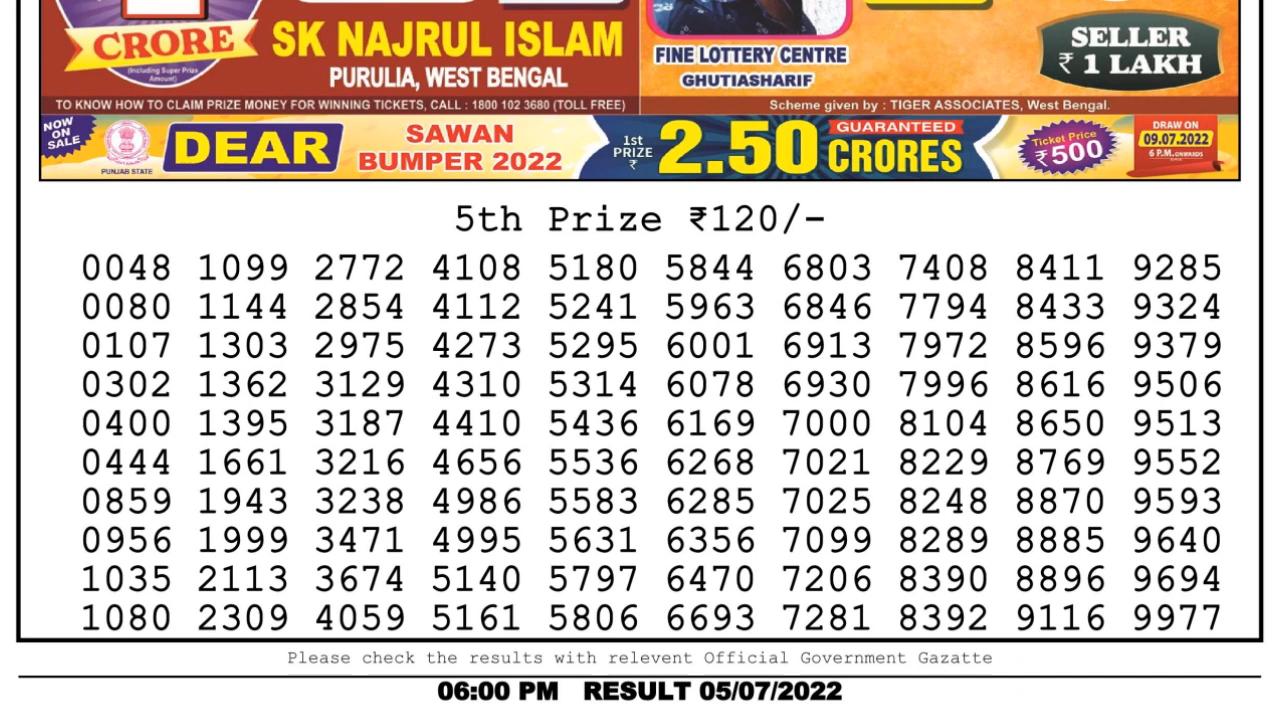 CRORE
(Including Super Prize
Amount)
SK NAJRUL ISLAM
PURULIA, WEST BENGAL
FINE LOTTERY CENTRE
GHUTIASHARIF
SELLER
₹ 1 LAKH
TO KNOW HOW TO CLAIM PRIZE MONEY FOR WINNING TICKETS, CALL : 1800 102 3680 (TOLL FREE)
Scheme given by : TIGER ASSOCIATES, West Bengal.
NOW
ON
SALE
PUNJAB STATE
DEAR
SAWAN
BUMPER 2022
1st
PRIZE
₹
2.50
GUARANTEED
CRORES
Ticket Price
₹500
DRAW ON
09.07.2022
6 P.M. ONWARDS
5th Prize ₹120/-
0048 1099 2772 4108 5180 5844 6803 7408 8411 9285
0080 1144 2854 4112 5241 5963 6846 7794 8433 9324
0107 1303 2975 4273 5295 6001 6913 7972 8596 9379
0302 1362 3129 4310 5314 6078 6930 7996 8616 9506
0400 1395 3187 4410 5436 6169 7000 8104 8650 9513
0444 1661 3216 4656 5536 6268 7021 8229 8769 9552
0859 1943 3238 4986 5583 6285 7025 8248 8870 9593
0956 1999 3471 4995 5631 6356 7099 8289 8885 9640
1035 2113 3674 5140 5797 6470 7206 8390 8896 9694
1080 2309 4059 5161 5806 6693 7281 8392 9116 9977
Please check the results with relevent Official Government Gazatte
06:00 PM RESULT 05/07/2022